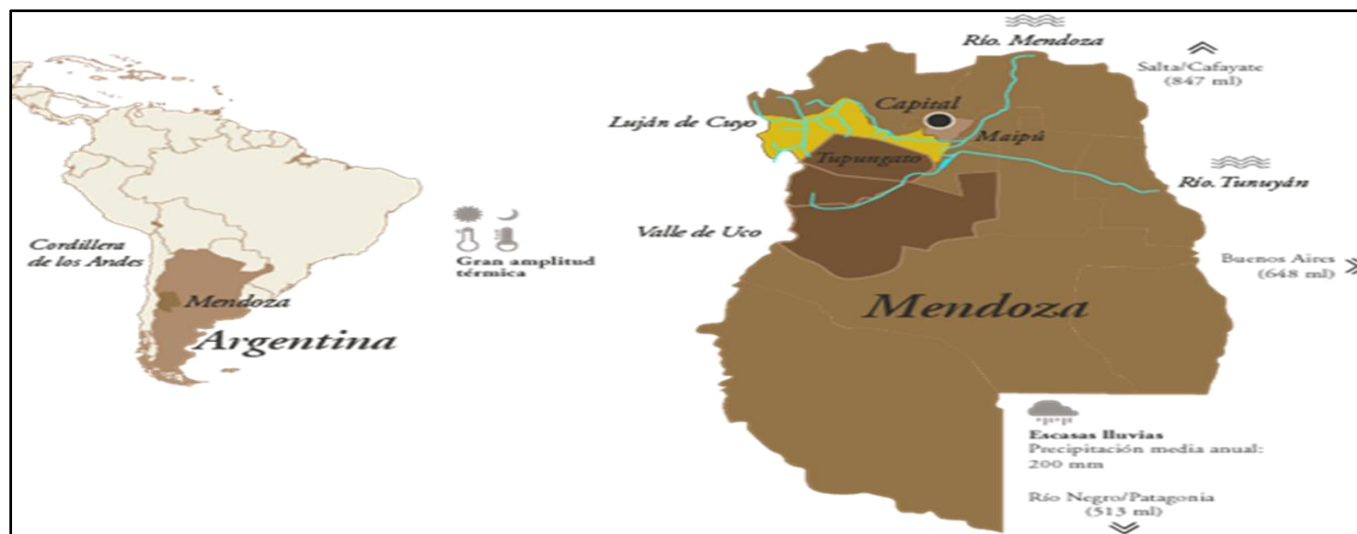 Cordillera
de los Andes
Mendoza
Argentina
Gran amplitud
térmica
Río. Mendoza
Salta/Cafayate
(847 ml)
Capital
Luján de Cuyo
Maipú
Tupungato
Río. Tunuyán
Valle de Uco
Buenos Aires
(648 ml)
Mendoza
Escasas lluvias
Precipitación media anual:
200 mm
Río Negro/Patagonia
(513 ml)